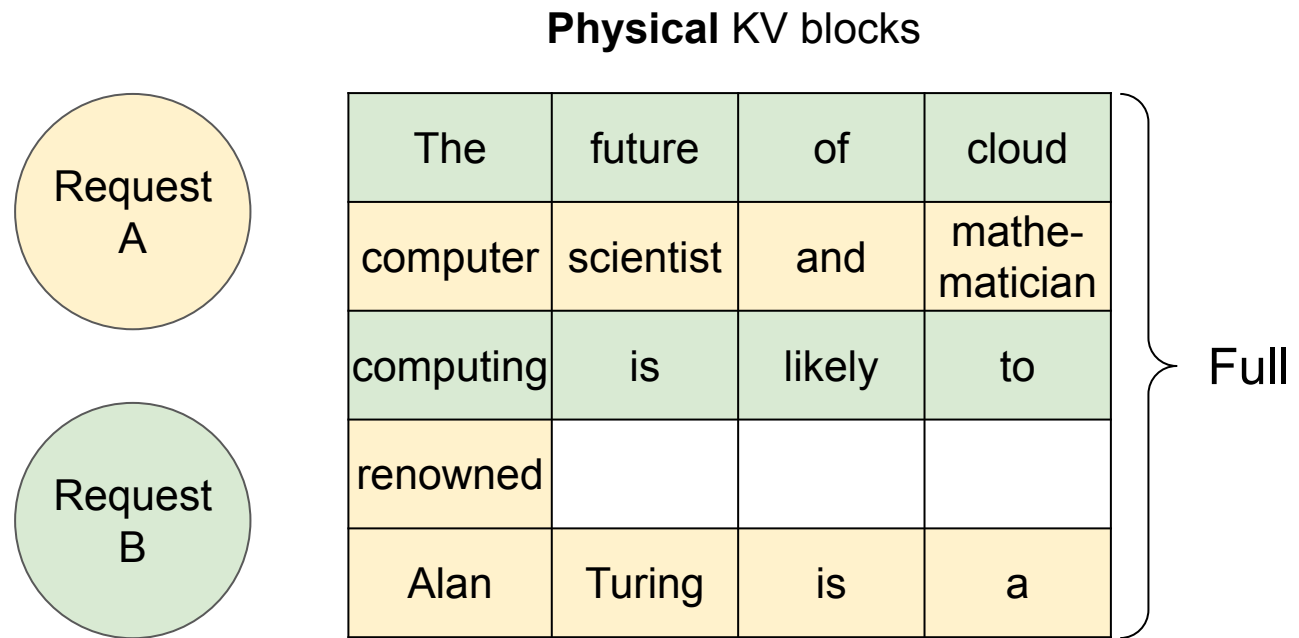 Physical KV blocks
Request
A
Request
B
The future of cloud
computer scientist and mathe-
matician
computing is likely to
renowned
Alan Turing is a
Full